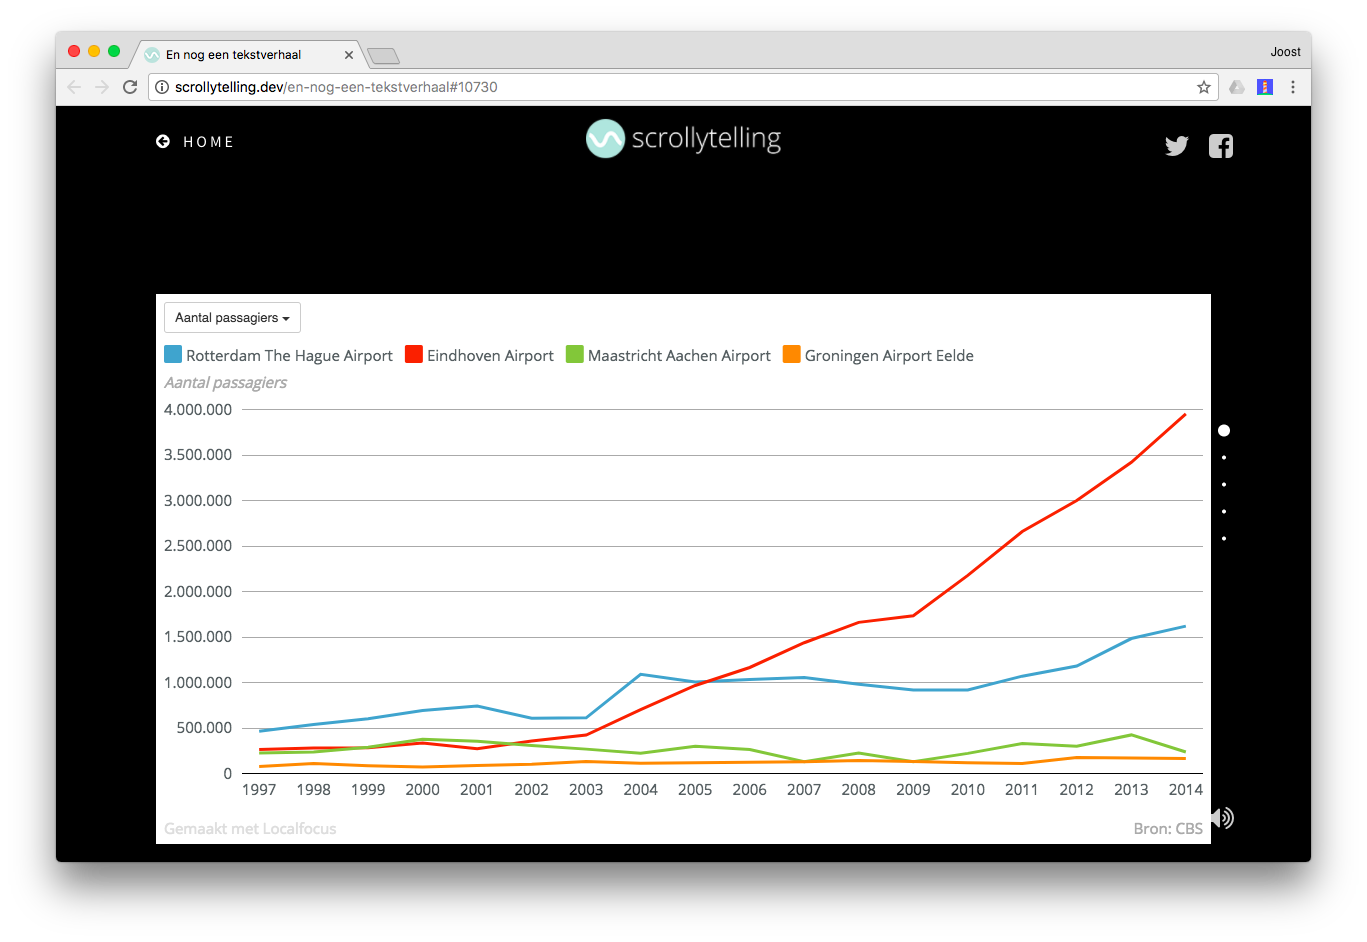 En nog een tekstverhaal
Joost
scrollytelling.dev/en-nog-een-tekstverhaal#10730
HOME
scrollytelling
Aantal passagiers
Rotterdam The Hague Airport Eindhoven Airport Maastricht Aachen Airport Groningen Airport Eelde
Aantal passagiers
4.000.000
3.500.000
3.000.000
2.500.000
2.000.000
1.500.000
1.000.000
500.000
0
1997 1998 1999 2000 2001 2002 2003 2004 2005 2006 2007 2008 2009 2010 2011 2012 2013 2014
Gemaakt met Localfocus Bron: CBS